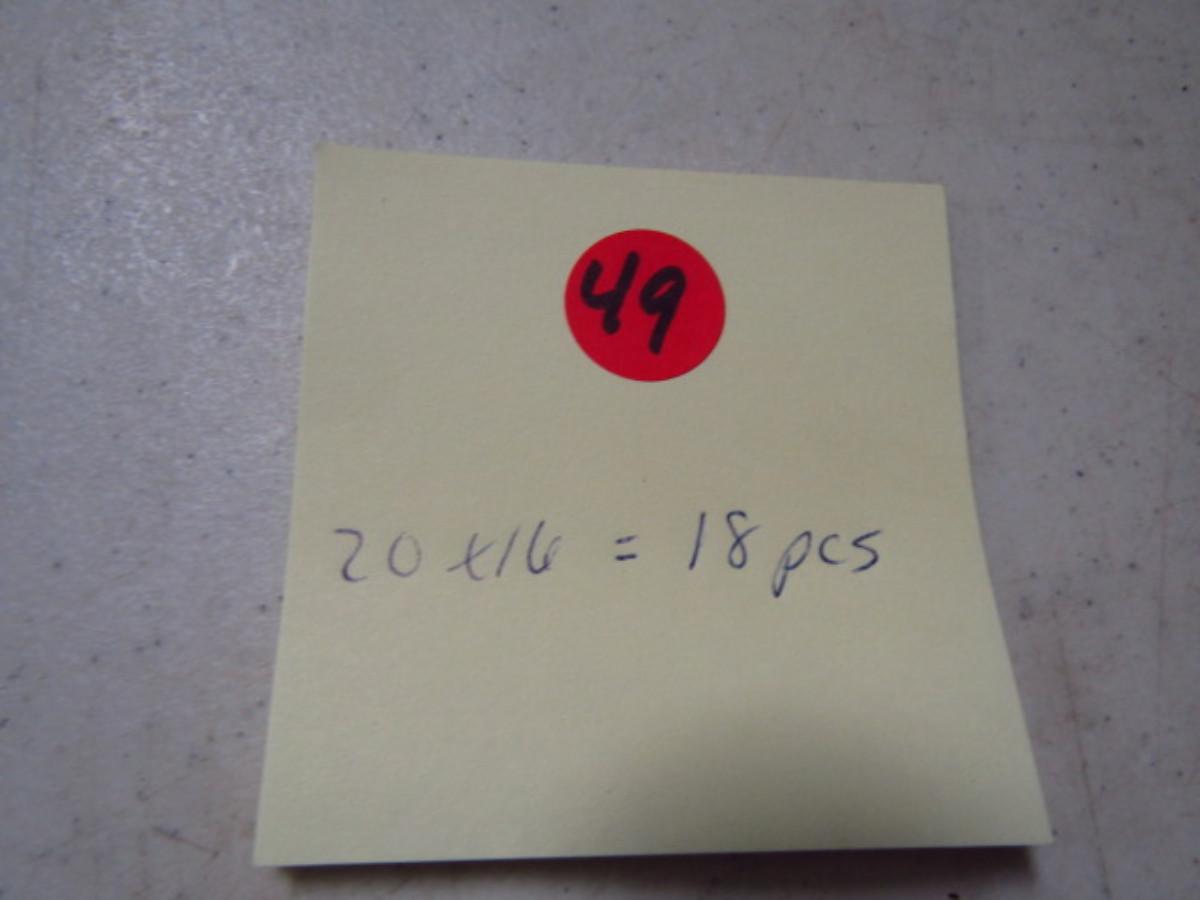 49
20 x16 = 18 pcs